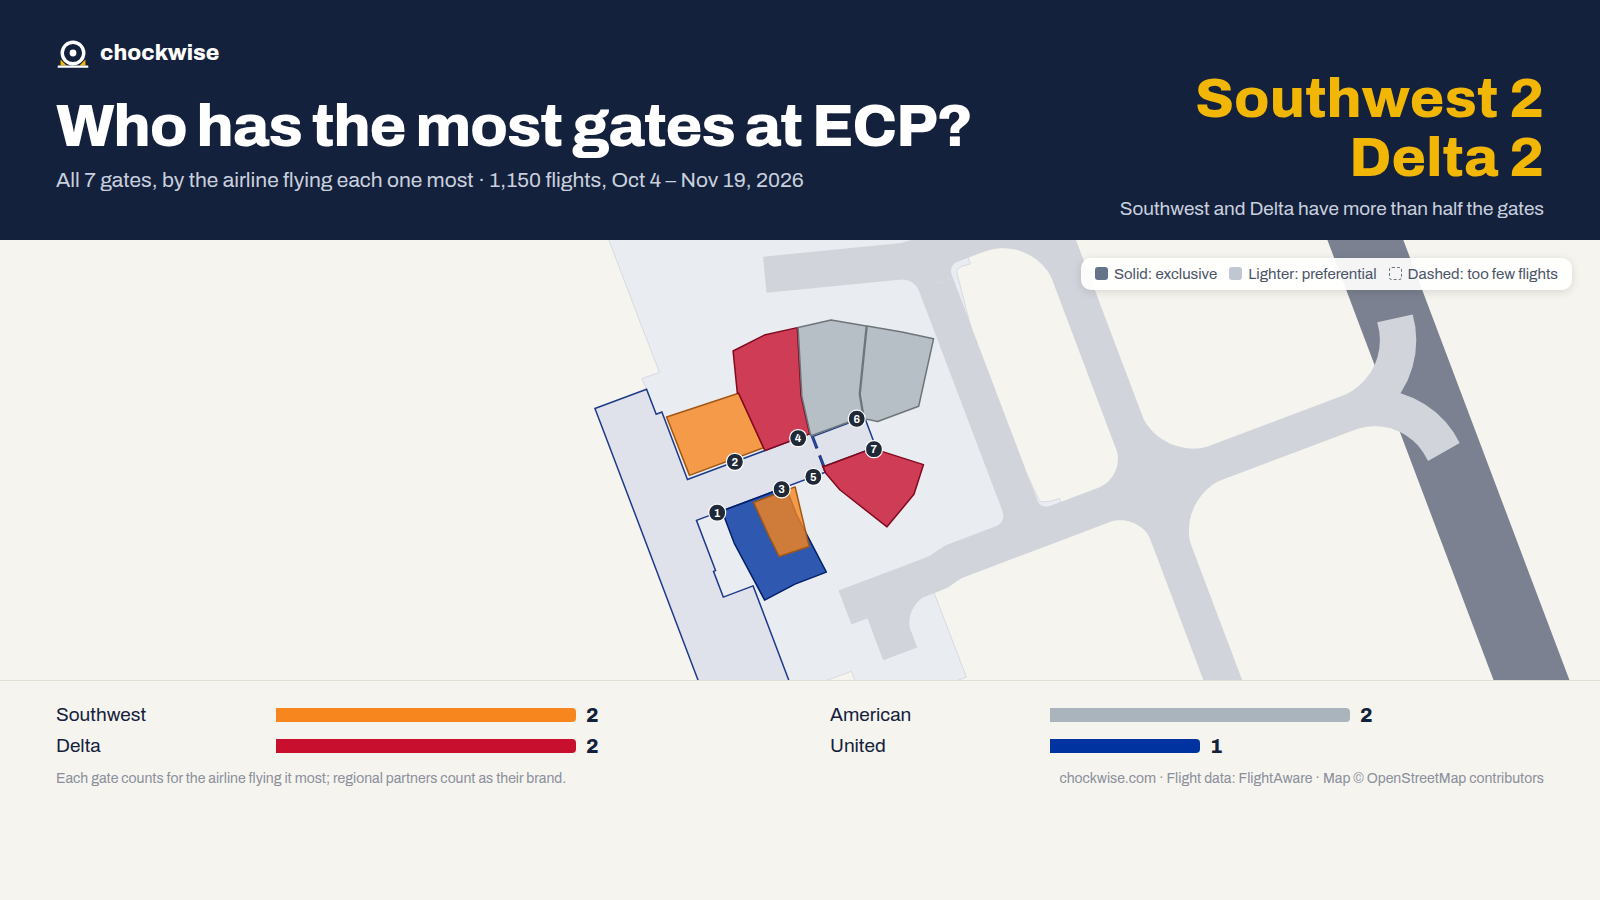 chockwise
Who has the most gates at ECP?
All 7 gates, by the airline flying each one most · 1,150 flights, Oct 4 – Nov 19, 2026
Southwest 2
Delta 2
Southwest and Delta have more than half the gates
Solid: exclusive Lighter: preferential Dashed: too few flights
6
4
7
2
5
3
1
Southwest 2
Delta 2
American 2
United 1
Each gate counts for the airline flying it most; regional partners count as their brand.
chockwise.com · Flight data: FlightAware · Map © OpenStreetMap contributors